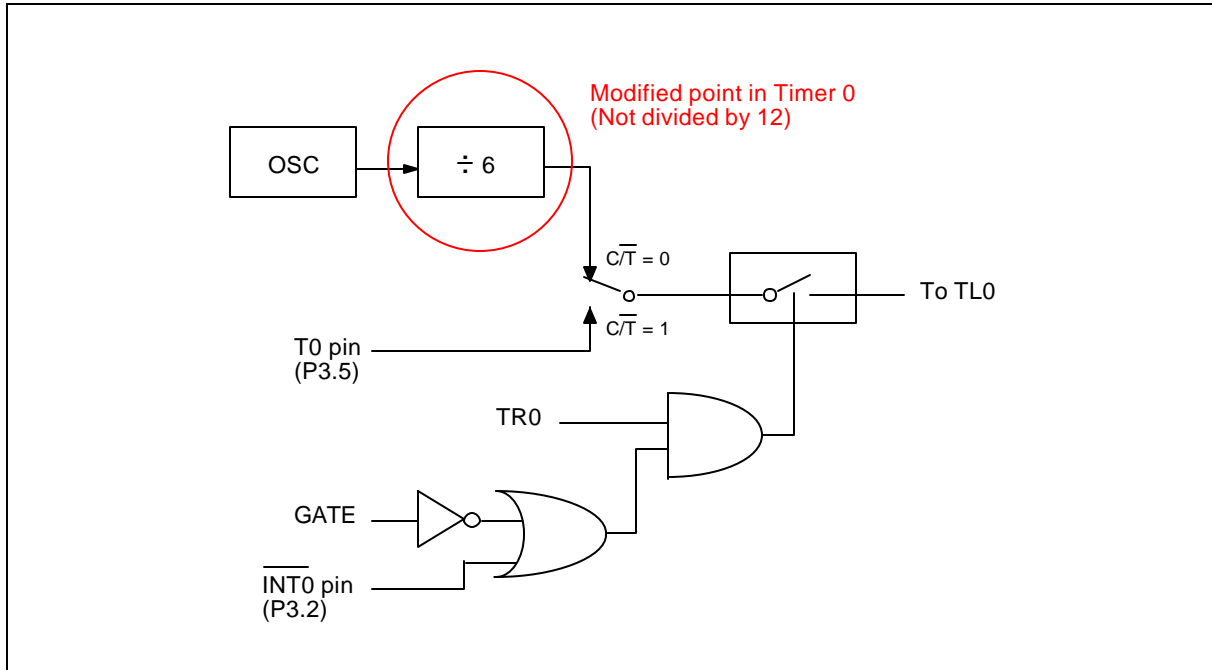 Modified point in Timer 0
(Not divided by 12)
OSC
÷ 6
C/T̅ = 0
To TL0
C/T̅ = 1
T0 pin
(P3.5)
TR0
GATE
I̅N̅T̅0̅ pin
(P3.2)